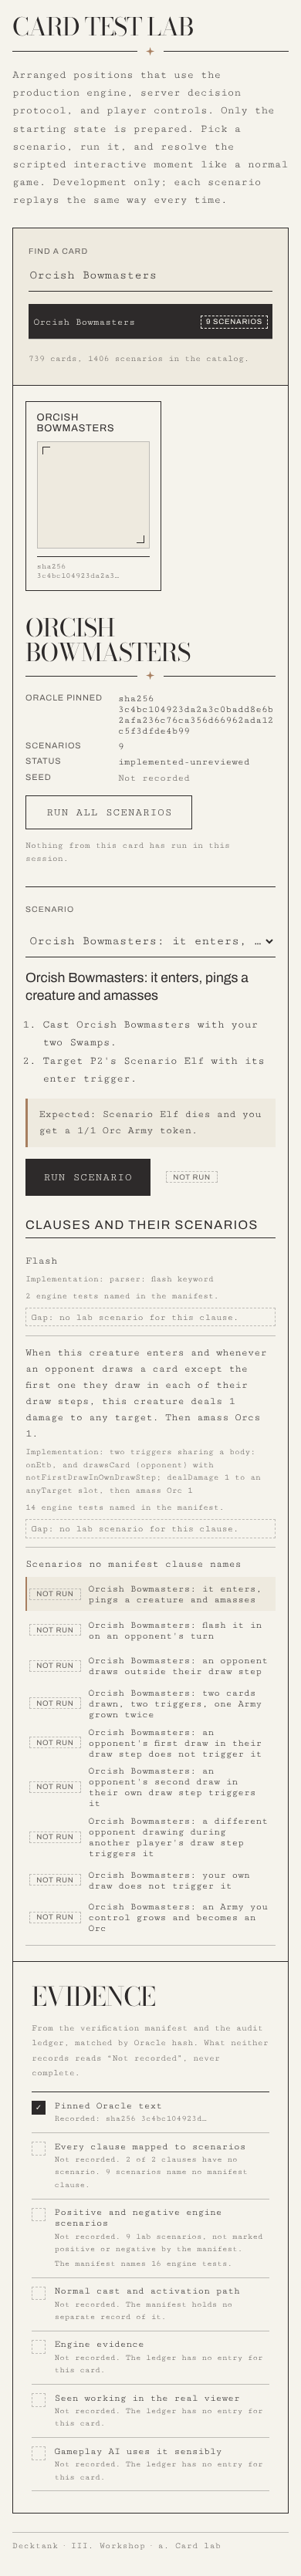 CARD TEST LAB
Arranged positions that use the
production engine, server decision
protocol, and player controls. Only the
starting state is prepared. Pick a
scenario, run it, and resolve the
scripted interactive moment like a normal
game. Development only; each scenario
replays the same way every time.
FIND A CARD
Orcish Bowmasters
Orcish Bowmasters 9 SCENARIOS
739 cards, 1406 scenarios in the catalog.
ORCISH
BOWMASTERS
sha256
3c4bc104923da2a3…
ORCISH
BOWMASTERS
ORACLE PINNED sha256
3c4bc104923da2a3c0badd8e6b
2afa236c76ca356d66962ada12
c5f3dfde4b99
SCENARIOS 9
STATUS implemented-unreviewed
SEED Not recorded
RUN ALL SCENARIOS
Nothing from this card has run in this
session.
SCENARIO
Orcish Bowmasters: it enters, …
Orcish Bowmasters: it enters, pings a
creature and amasses
1. Cast Orcish Bowmasters with your
two Swamps.
2. Target P2's Scenario Elf with its
enter trigger.
Expected: Scenario Elf dies and you
get a 1/1 Orc Army token.
RUN SCENARIO NOT RUN
CLAUSES AND THEIR SCENARIOS
Flash
Implementation: parser: flash keyword
2 engine tests named in the manifest.
Gap: no lab scenario for this clause.
When this creature enters and whenever
an opponent draws a card except the
first one they draw in each of their
draw steps, this creature deals 1
damage to any target. Then amass Orcs
1.
Implementation: two triggers sharing a body:
onEtb, and drawsCard {opponent} with
notFirstDrawInOwnDrawStep; dealDamage 1 to an
anyTarget slot, then amass Orc 1
14 engine tests named in the manifest.
Gap: no lab scenario for this clause.
Scenarios no manifest clause names
NOT RUN Orcish Bowmasters: it enters,
pings a creature and amasses
NOT RUN Orcish Bowmasters: flash it in
on an opponent's turn
NOT RUN Orcish Bowmasters: an opponent
draws outside their draw step
NOT RUN Orcish Bowmasters: two cards
drawn, two triggers, one Army
grown twice
NOT RUN Orcish Bowmasters: an
opponent's first draw in their
draw step does not trigger it
NOT RUN Orcish Bowmasters: an
opponent's second draw in
their own draw step triggers
it
NOT RUN Orcish Bowmasters: a different
opponent drawing during
another player's draw step
triggers it
NOT RUN Orcish Bowmasters: your own
draw does not trigger it
NOT RUN Orcish Bowmasters: an Army you
control grows and becomes an
Orc
EVIDENCE
From the verification manifest and the audit
ledger, matched by Oracle hash. What neither
records reads "Not recorded", never
complete.
Pinned Oracle text
Recorded: sha256 3c4bc104923d…
Every clause mapped to scenarios
Not recorded. 2 of 2 clauses have no
scenario. 9 scenarios name no manifest
clause.
Positive and negative engine
scenarios
Not recorded. 9 lab scenarios, not marked
positive or negative by the manifest.
The manifest names 16 engine tests.
Normal cast and activation path
Not recorded. The manifest holds no
separate record of it.
Engine evidence
Not recorded. The ledger has no entry for
this card.
Seen working in the real viewer
Not recorded. The ledger has no entry for
this card.
Gameplay AI uses it sensibly
Not recorded. The ledger has no entry for
this card.
Decktank · III. Workshop · a. Card lab